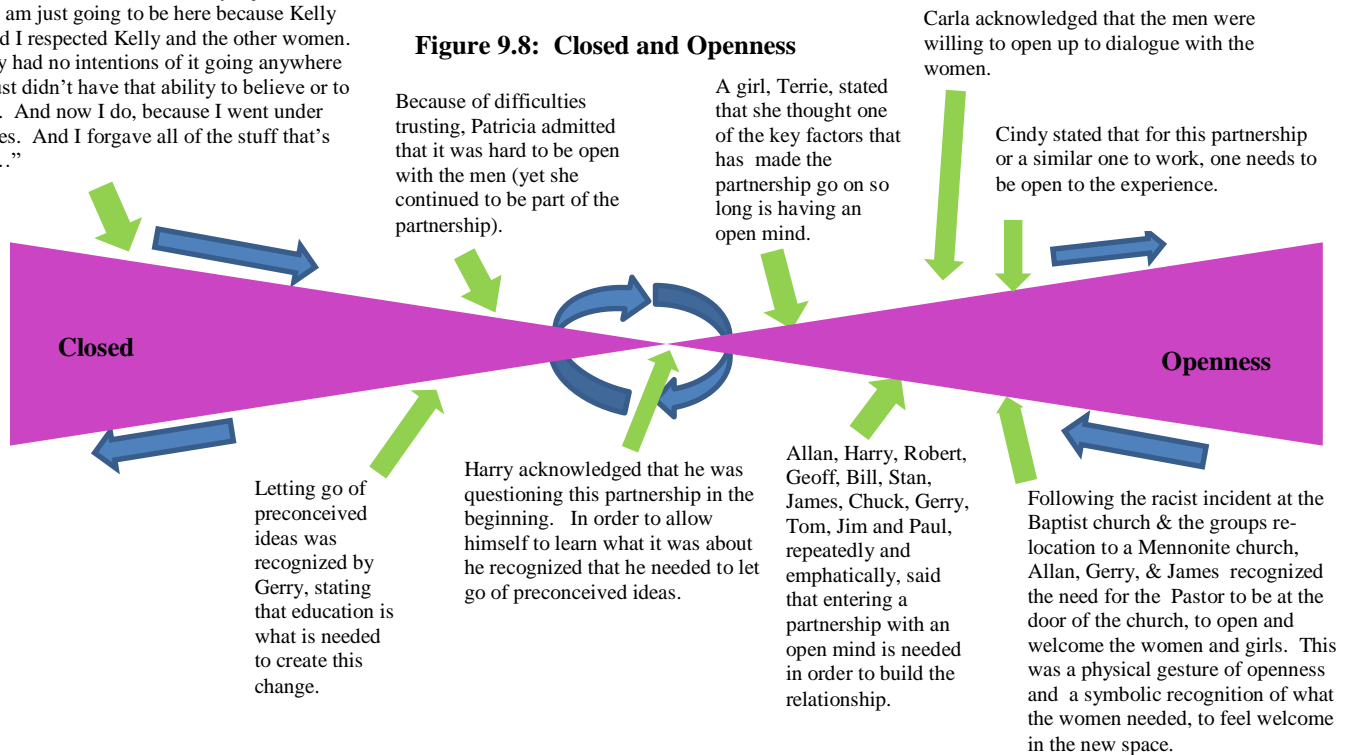 am just going to be here because Kelly
d I respected Kelly and the other women.
y had no intentions of it going anywhere
ust didn’t have that ability to believe or to
. And now I do, because I went under
es. And I forgave all of the stuff that’s
…”
Figure 9.8: Closed and Openness
Because of difficulties
trusting, Patricia admitted
that it was hard to be open
with the men (yet she
continued to be part of the
partnership).
A girl, Terrie, stated
that she thought one
of the key factors that
has made the
partnership go on so
long is having an
open mind.
Carla acknowledged that the men were
willing to open up to dialogue with the
women.
Cindy stated that for this partnership
or a similar one to work, one needs to
be open to the experience.
Closed
Openness
Letting go of
preconceived
ideas was
recognized by
Gerry, stating
that education is
what is needed
to create this
change.
Harry acknowledged that he was
questioning this partnership in the
beginning. In order to allow
himself to learn what it was about
he recognized that he needed to let
go of preconceived ideas.
Allan, Harry, Robert,
Geoff, Bill, Stan,
James, Chuck, Gerry,
Tom, Jim and Paul,
repeatedly and
emphatically, said
that entering a
partnership with an
open mind is needed
in order to build the
relationship.
Following the racist incident at the
Baptist church & the groups re-
location to a Mennonite church,
Allan, Gerry, & James recognized
the need for the Pastor to be at the
door of the church, to open and
welcome the women and girls. This
was a physical gesture of openness
and a symbolic recognition of what
the women needed, to feel welcome
in the new space.